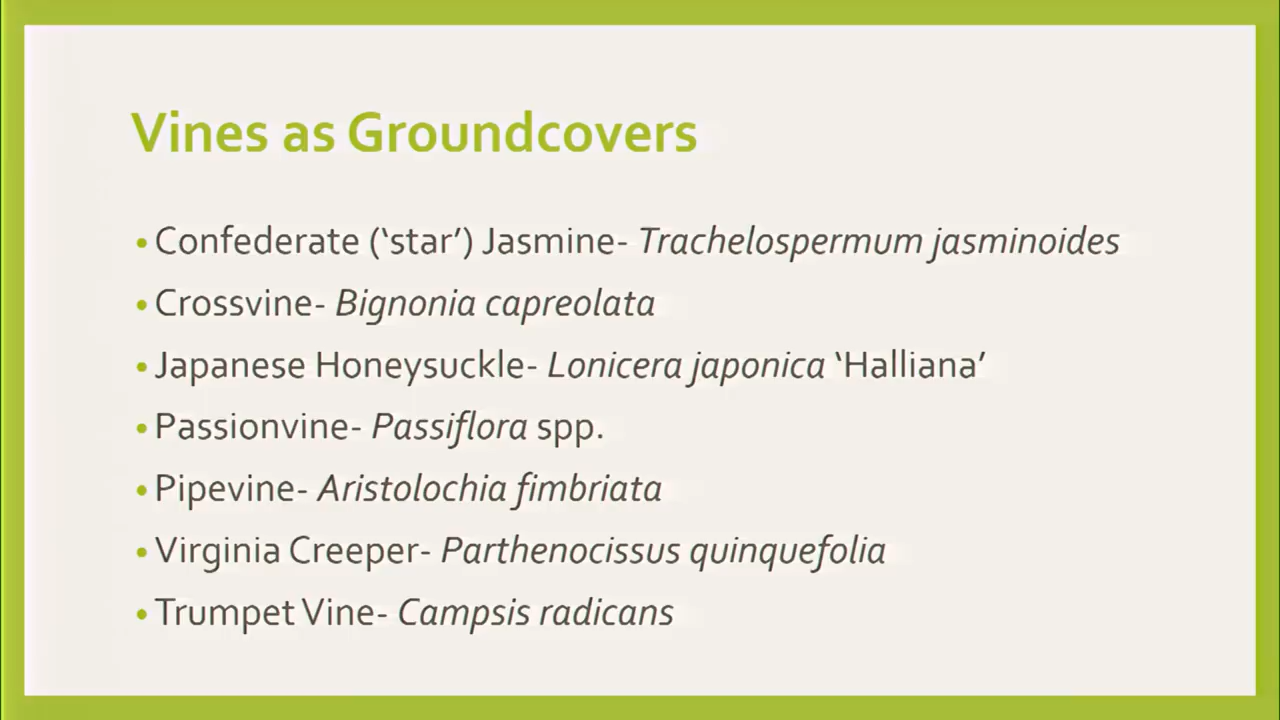 Vines as Groundcovers
• Confederate (‘star’) Jasmine- Trachelospermum jasminoides
• Crossvine- Bignonia capreolata
• Japanese Honeysuckle- Lonicera japonica ‘Halliana’
• Passionvine- Passiflora spp.
• Pipevine- Aristolochia fimbriata
• Virginia Creeper- Parthenocissus quinquefolia
• Trumpet Vine- Campsis radicans